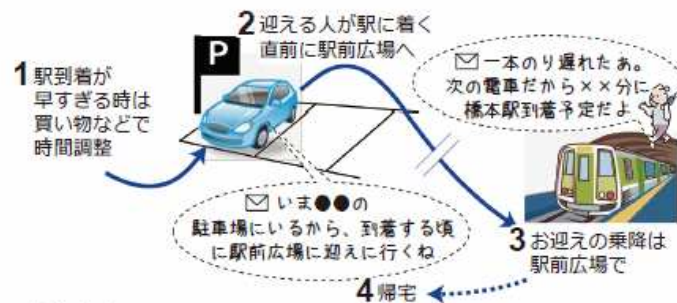 1 駅到着が
早すぎる時は
買い物などで
時間調整
P
2 迎える人が駅に着く
直前に駅前広場へ
一本のり遅れたぁ。
次の電車だから××分に
橋本駅到着予定だよ
いま●●の
駐車場にいるから、到着する頃
に駅前広場に迎えに行くね
3 お迎えの乗降は
駅前広場で
4 帰宅